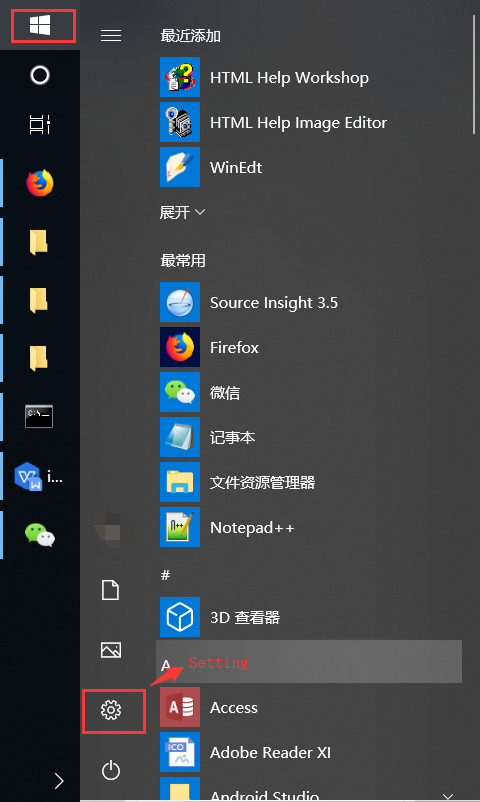 最近添加
HTML Help Workshop
HTML Help Image Editor
WinEdt
展开
最常用
Source Insight 3.5
Firefox
微信
记事本
文件资源管理器
Notepad++
#
3D 查看器
A
Setting
Access
Adobe Reader XI
Android Studio
i...